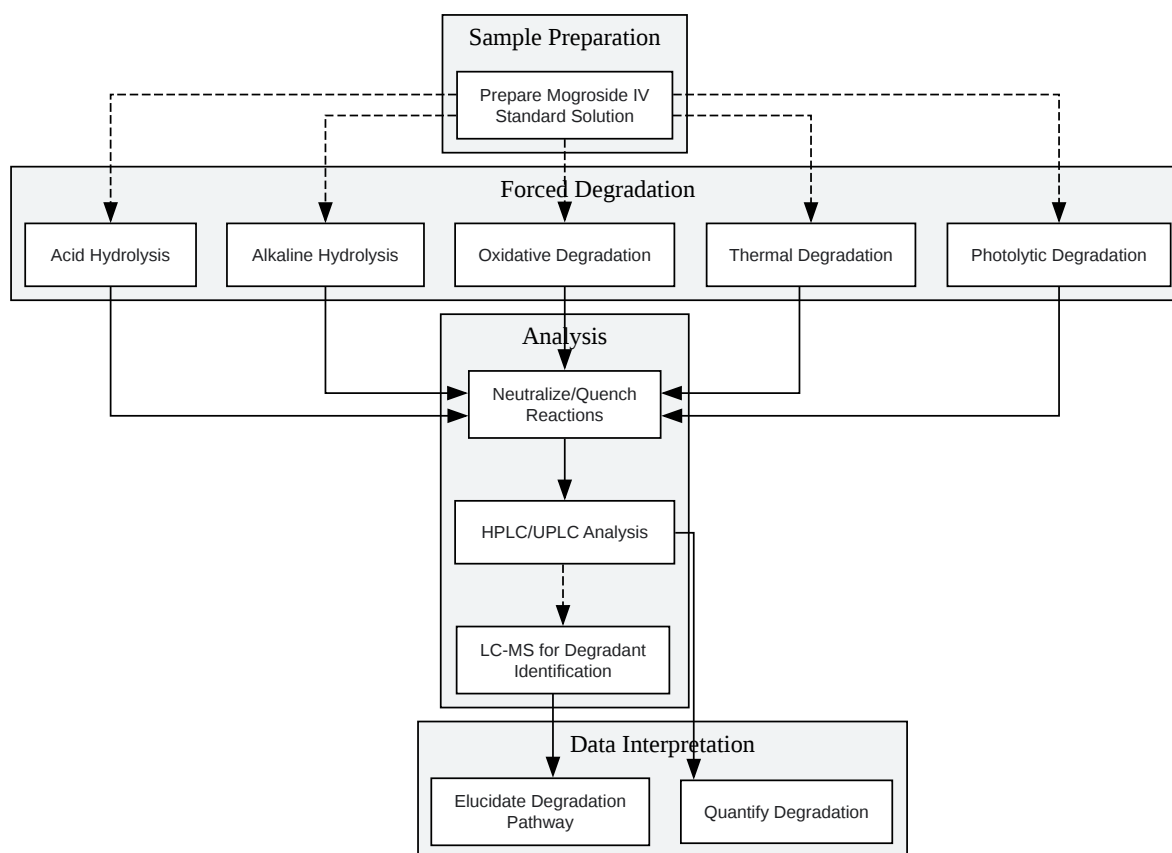 Sample Preparation
Prepare Mogroside IV
Standard Solution
Forced Degradation
Acid Hydrolysis
Alkaline Hydrolysis
Oxidative Degradation
Thermal Degradation
Photolytic Degradation
Analysis
Neutralize/Quench
Reactions
HPLC/UPLC Analysis
LC-MS for Degradant
Identification
Data Interpretation
Elucidate Degradation
Pathway
Quantify Degradation